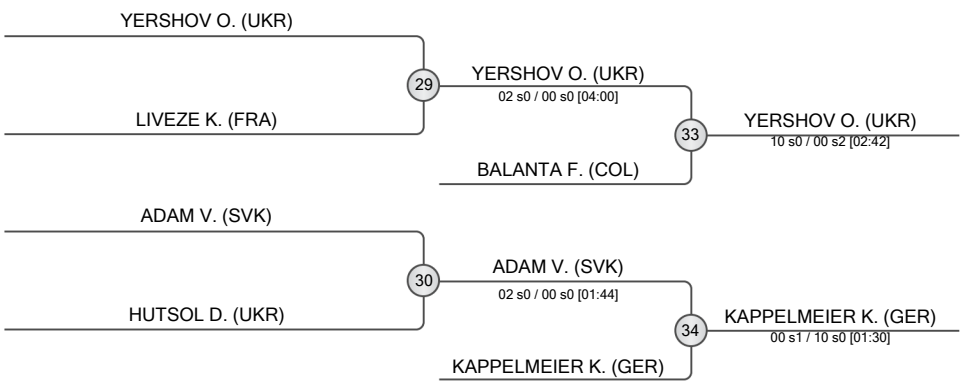 YERSHOV O. (UKR)
29
YERSHOV O. (UKR)
02 s0 / 00 s0 [04:00]
LIVEZE K. (FRA)
33
YERSHOV O. (UKR)
10 s0 / 00 s2 [02:42]
BALANTA F. (COL)
ADAM V. (SVK)
30
ADAM V. (SVK)
02 s0 / 00 s0 [01:44]
HUTSOL D. (UKR)
34
KAPPELMEIER K. (GER)
00 s1 / 10 s0 [01:30]
KAPPELMEIER K. (GER)